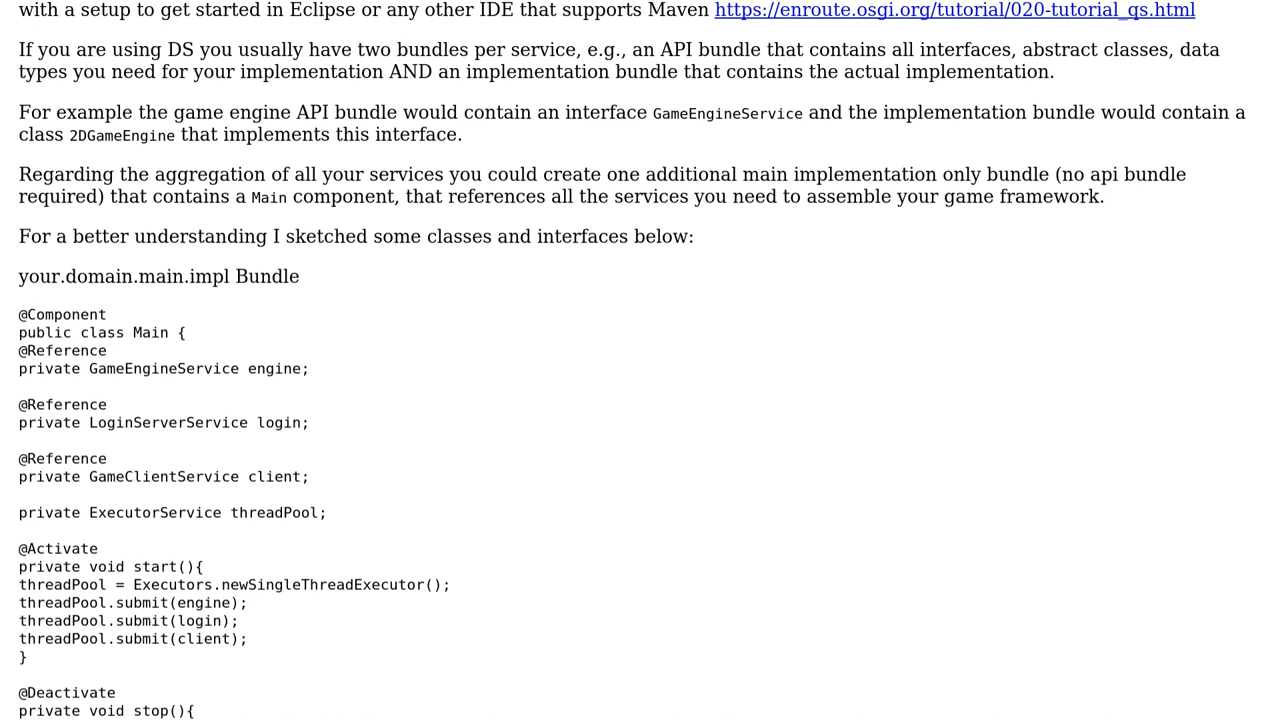 with a setup to get started in Eclipse or any other IDE that supports Maven https://enroute.osgi.org/tutorial/020-tutorial_qs.html
If you are using DS you usually have two bundles per service, e.g., an API bundle that contains all interfaces, abstract classes, data
types you need for your implementation AND an implementation bundle that contains the actual implementation.
For example the game engine API bundle would contain an interface GameEngineService and the implementation bundle would contain a
class 2DGameEngine that implements this interface.
Regarding the aggregation of all your services you could create one additional main implementation only bundle (no api bundle
required) that contains a Main component, that references all the services you need to assemble your game framework.
For a better understanding I sketched some classes and interfaces below:
your.domain.main.impl Bundle
@Component
public class Main {
@Reference
private GameEngineService engine;
@Reference
private LoginServerService login;
@Reference
private GameClientService client;
private ExecutorService threadPool;
@Activate
private void start(){
threadPool = Executors.newSingleThreadExecutor();
threadPool.submit(engine);
threadPool.submit(login);
threadPool.submit(client);
}
@Deactivate
private void stop(){